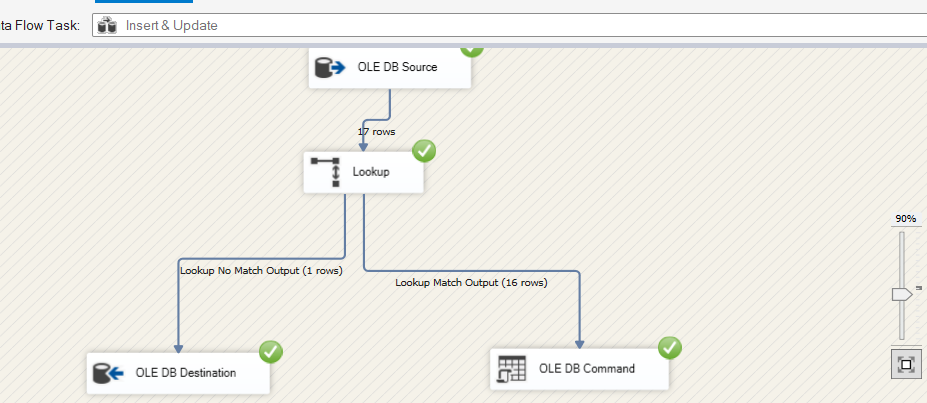 ta Flow Task:
Insert & Update
OLE DB Source
17 rows
Lookup
90%
Lookup No Match Output (1 rows)
Lookup Match Output (16 rows)
OLE DB Destination
OLE DB Command